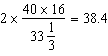 2 × (40 × 16) / (33 1/3) = 38.4